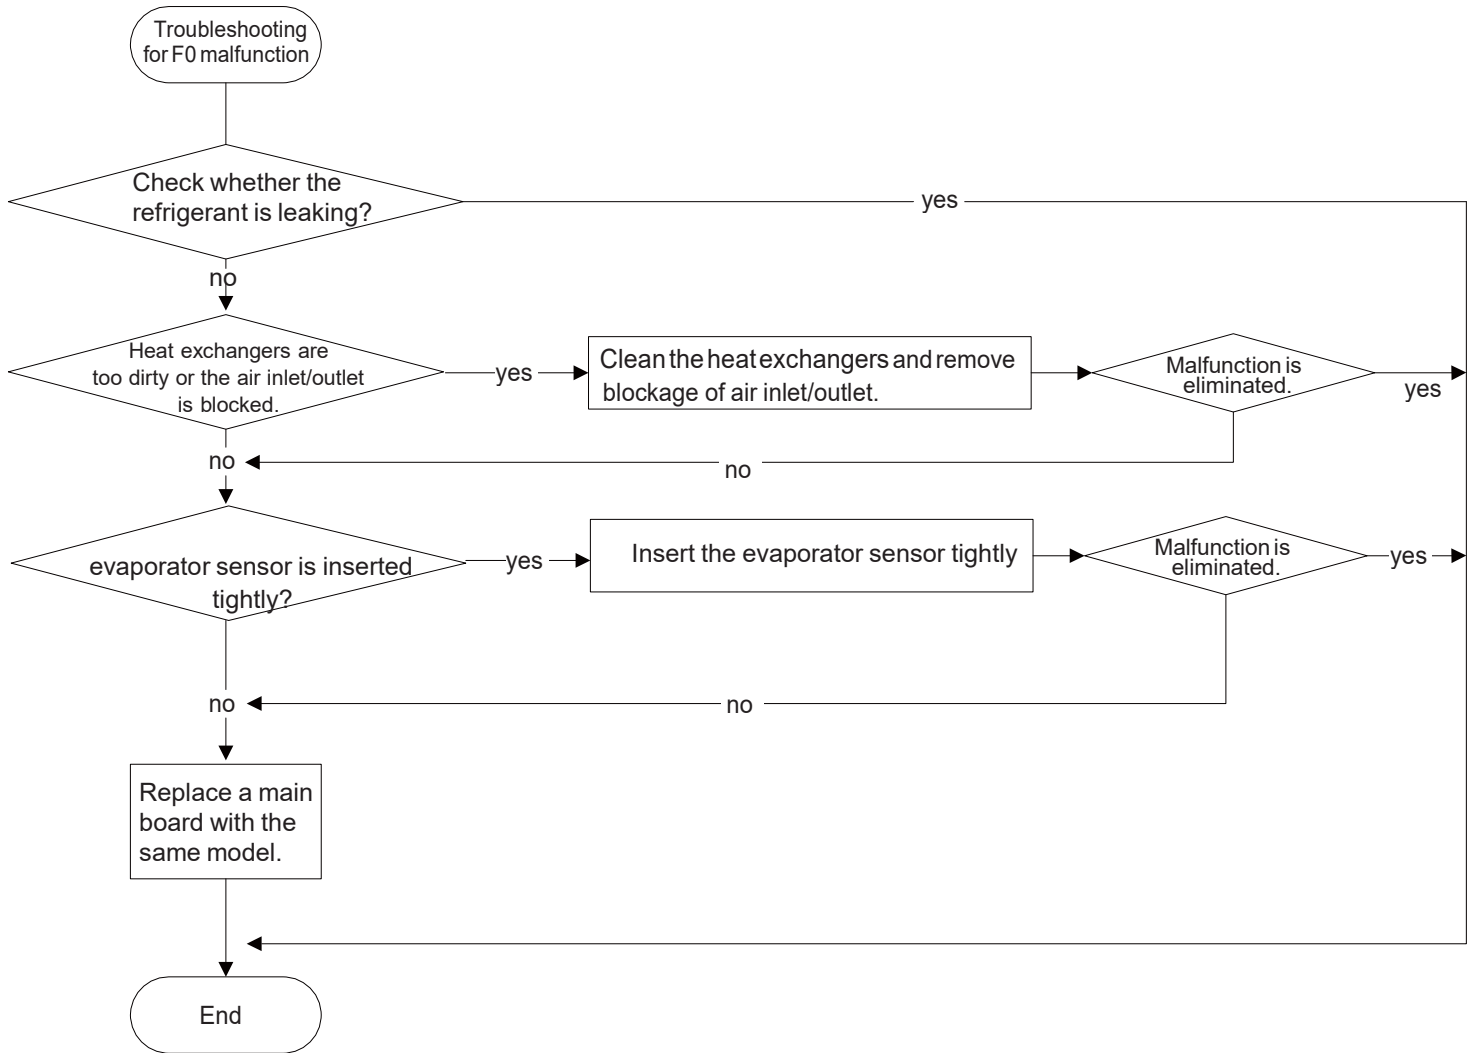 Troubleshooting
for F0 malfunction
Check whether the
refrigerant is leaking?
yes
no
Heat exchangers are
too dirty or the air inlet/outlet
is blocked.
yes
Clean the heat exchangers and remove
blockage of air inlet/outlet.
Malfunction is
eliminated.
yes
no
no
evaporator sensor is inserted
tightly?
yes
Insert the evaporator sensor tightly
Malfunction is
eliminated.
yes
no
no
Replace a main
board with the
same model.
End